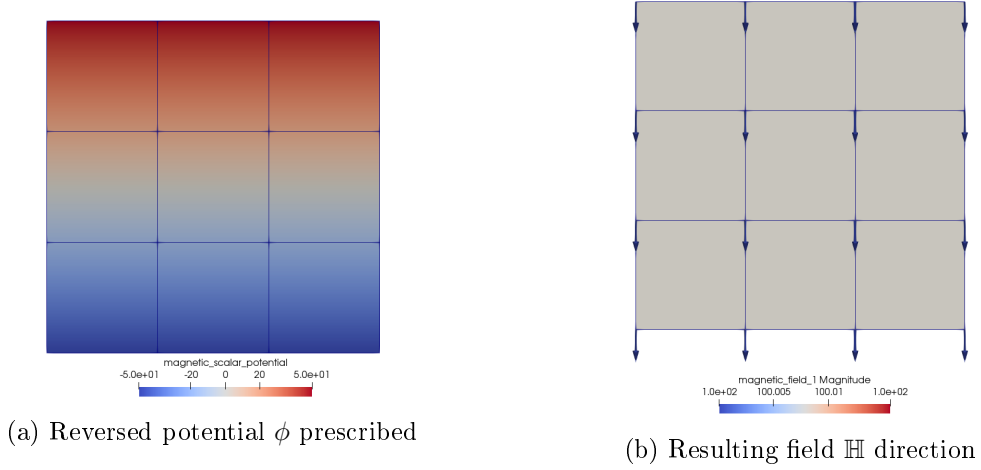 magnetic_scalar_potential
-5.0e+01 -20 0 20 5.0e+01
(a) Reversed potential ϕ prescribed
magnetic_field_1 Magnitude
1.0e+02 100.005 100.01 1.0e+02
(b) Resulting field ℍ direction